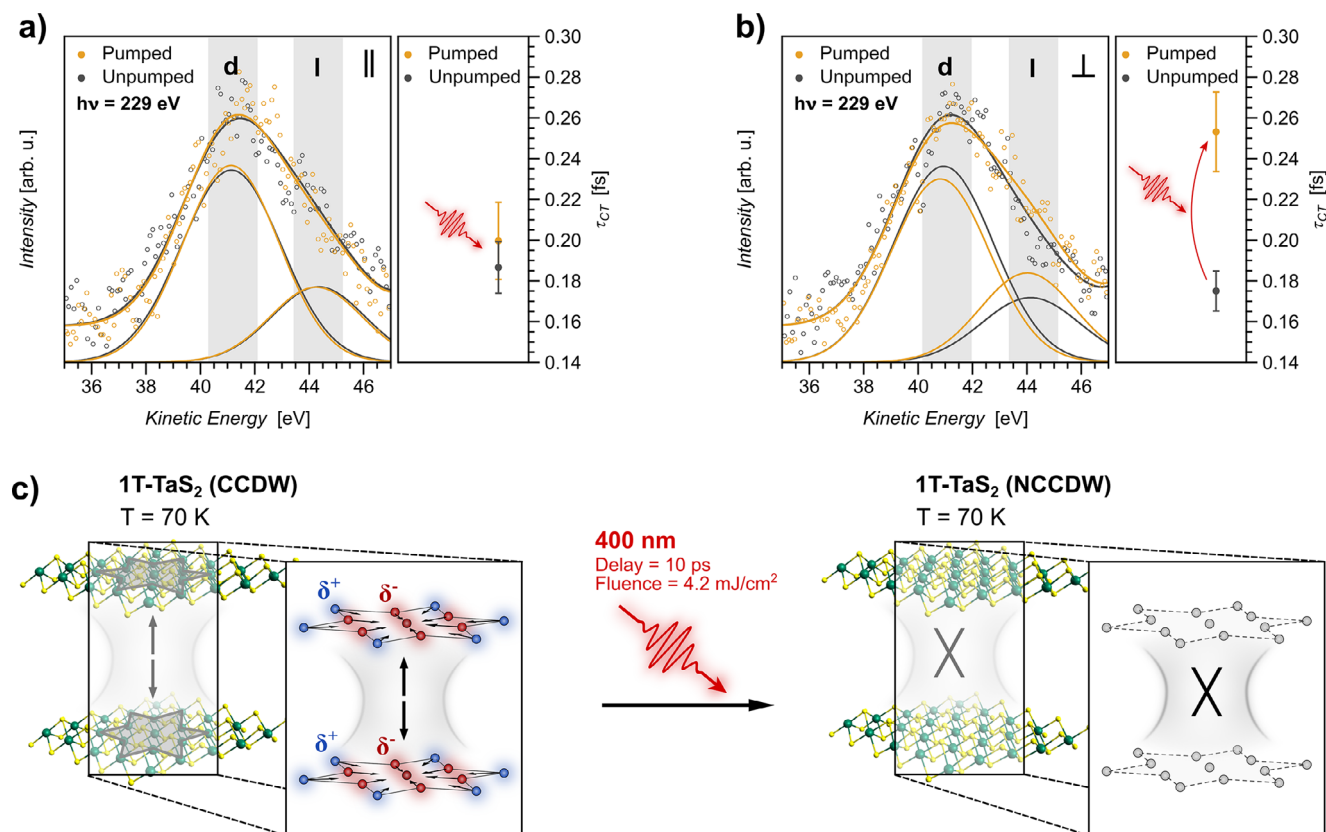 a)
Pumped
Unpumped
hν = 229 eV
d
I
||
Pumped
Unpumped
Intensity [arb. u.]
0.30
0.28
0.26
0.24
0.22
0.20
0.18
0.16
0.14
τCT [fs]
36 38 40 42 44 46
Kinetic Energy [eV]
b)
Pumped
Unpumped
hν = 229 eV
d
I
⊥
Pumped
Unpumped
Intensity [arb. u.]
0.30
0.28
0.26
0.24
0.22
0.20
0.18
0.16
0.14
τCT [fs]
36 38 40 42 44 46
Kinetic Energy [eV]
c)
1T-TaS₂ (CCDW)
T = 70 K
δ⁺ δ⁻
δ⁺ δ⁻
400 nm
Delay = 10 ps
Fluence = 4.2 mJ/cm²
1T-TaS₂ (NCCDW)
T = 70 K